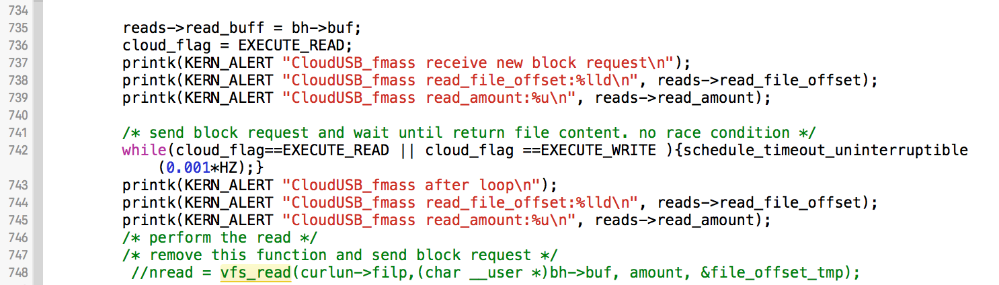 734
735 reads->read_buff = bh->buf;
736 cloud_flag = EXECUTE_READ;
737 printk(KERN_ALERT "CloudUSB_fmass receive new block request\n");
738 printk(KERN_ALERT "CloudUSB_fmass read_file_offset:%lld\n", reads->read_file_offset);
739 printk(KERN_ALERT "CloudUSB_fmass read_amount:%u\n", reads->read_amount);
740
741 /* send block request and wait until return file content. no race condition */
742 while(cloud_flag==EXECUTE_READ || cloud_flag ==EXECUTE_WRITE ){schedule_timeout_uninterruptible
(0.001*HZ);}
743 printk(KERN_ALERT "CloudUSB_fmass after loop\n");
744 printk(KERN_ALERT "CloudUSB_fmass read_file_offset:%lld\n", reads->read_file_offset);
745 printk(KERN_ALERT "CloudUSB_fmass read_amount:%u\n", reads->read_amount);
746 /* perform the read */
747 /* remove this function and send block request */
748 //nread = vfs_read(curlun->filp,(char __user *)bh->buf, amount, &file_offset_tmp);